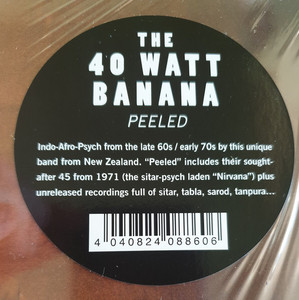 THE
40 WATT
BANANA
PEELED
Indo-Afro-Psych from the late 60s / early 70s by this unique
band from New Zealand. “Peeled” includes their sought-
after 45 from 1971 (the sitar-psych laden “Nirvana”) plus
unreleased recordings full of sitar, tabla, sarod, tanpura...
4 040824 088606